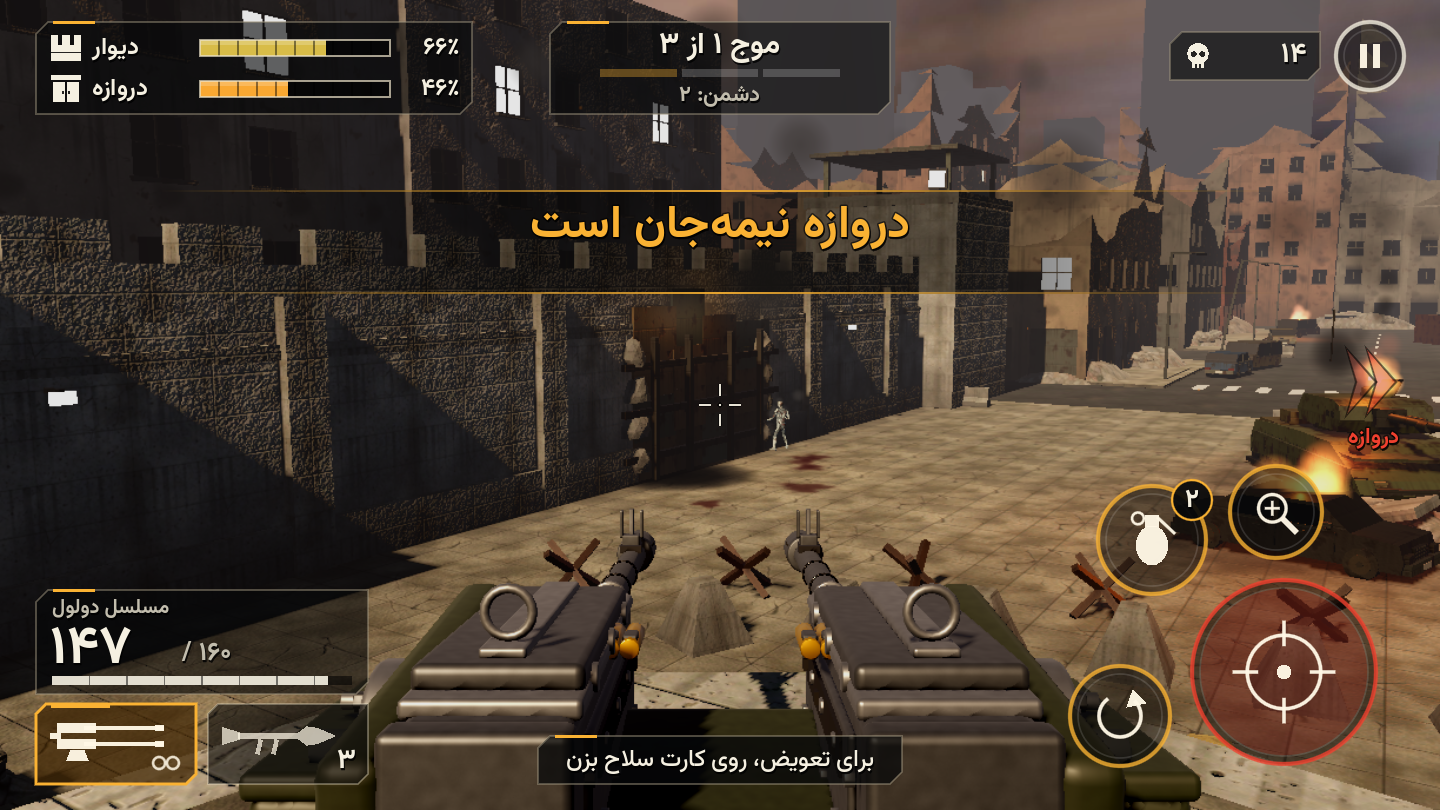 دیوار ۶۶٪
دروازه ۴۶٪
موج ۱ از ۳
دشمن: ۲
۱۴
دروازه نیمه‌جان است
دروازه
۲
مسلسل دولول
۱۴۷ / ۱۶۰
∞
۳
برای تعویض، روی کارت سلاح بزن